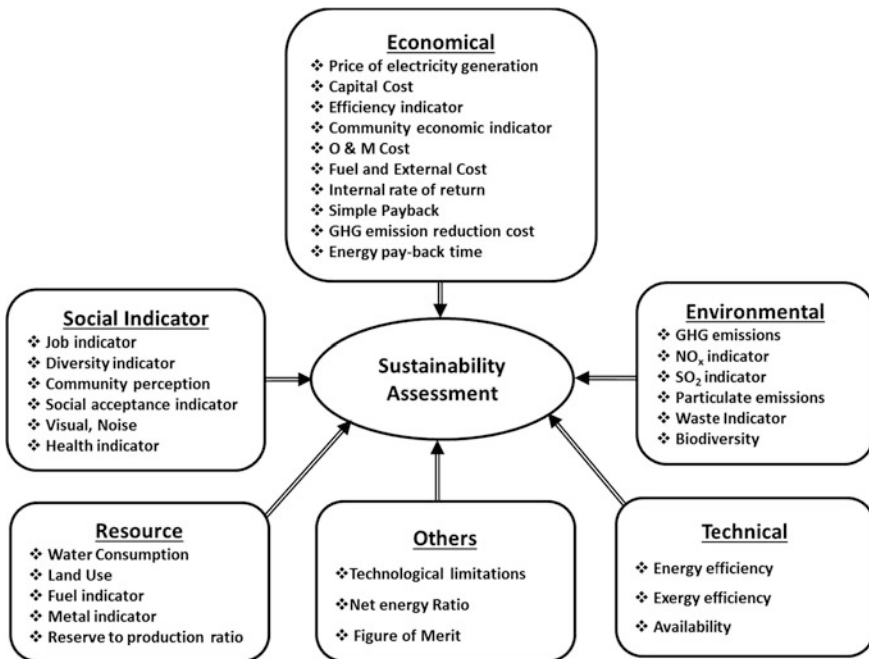 Economical
❖ Price of electricity generation
❖ Capital Cost
❖ Efficiency indicator
❖ Community economic indicator
❖ O & M Cost
❖ Fuel and External Cost
❖ Internal rate of return
❖ Simple Payback
❖ GHG emission reduction cost
❖ Energy pay-back time
Social Indicator
❖ Job indicator
❖ Diversity indicator
❖ Community perception
❖ Social acceptance indicator
❖ Visual, Noise
❖ Health indicator
Sustainability
Assessment
Environmental
❖ GHG emissions
❖ NOx indicator
❖ SO2 indicator
❖ Particulate emissions
❖ Waste Indicator
❖ Biodiversity
Resource
❖ Water Consumption
❖ Land Use
❖ Fuel indicator
❖ Metal indicator
❖ Reserve to production ratio
Others
❖Technological limitations
❖Net energy Ratio
❖ Figure of Merit
Technical
❖ Energy efficiency
❖ Exergy efficiency
❖ Availability